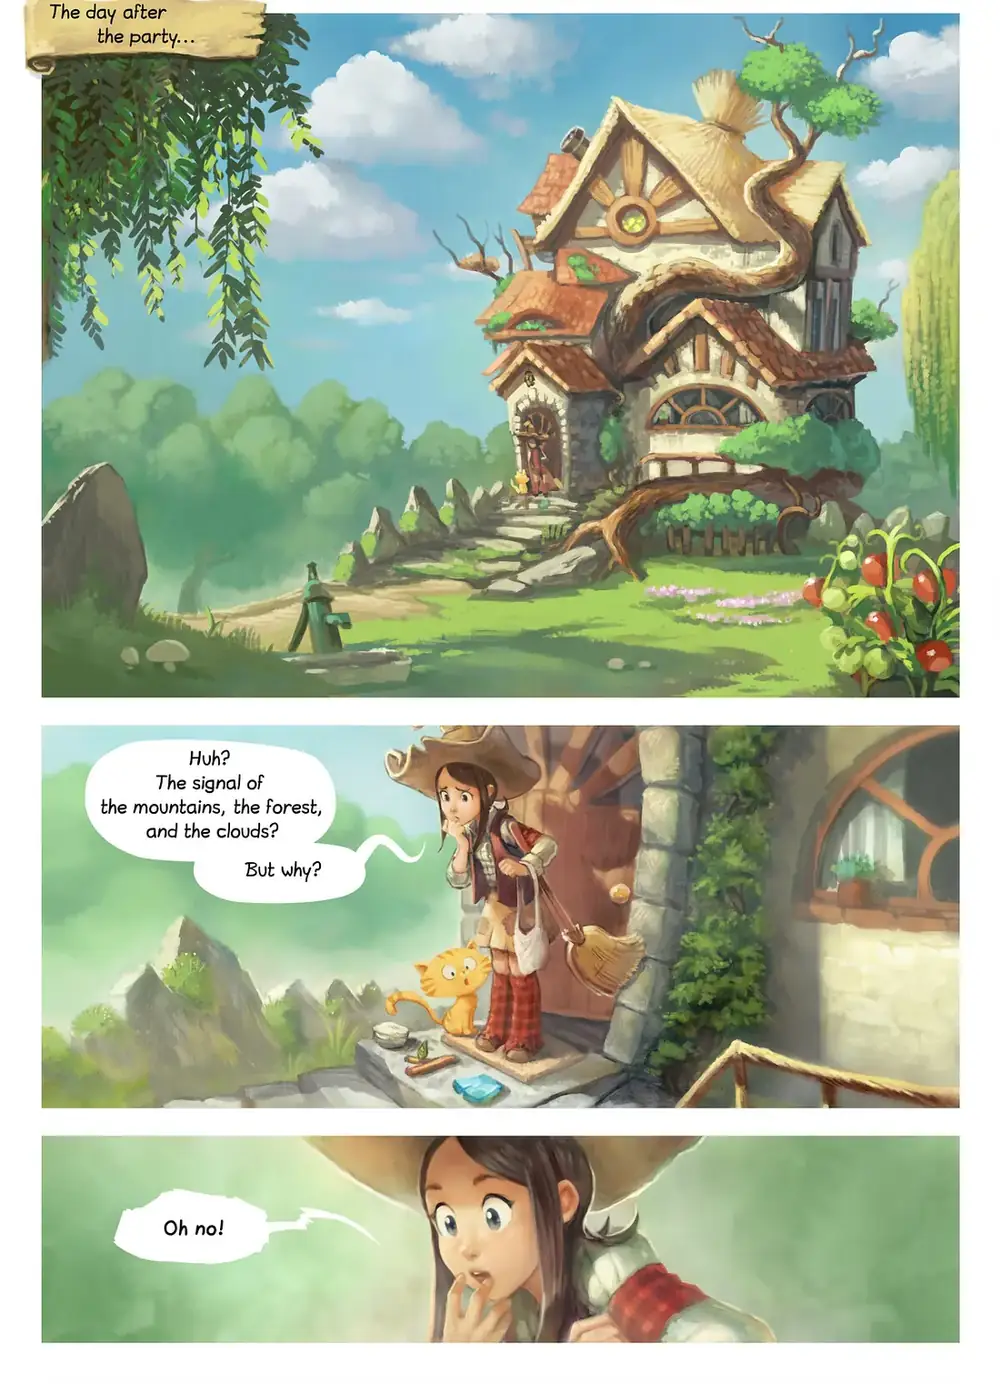 The day after
the party...
Huh?
The signal of
the mountains, the forest,
and the clouds?
But why?
Oh no!